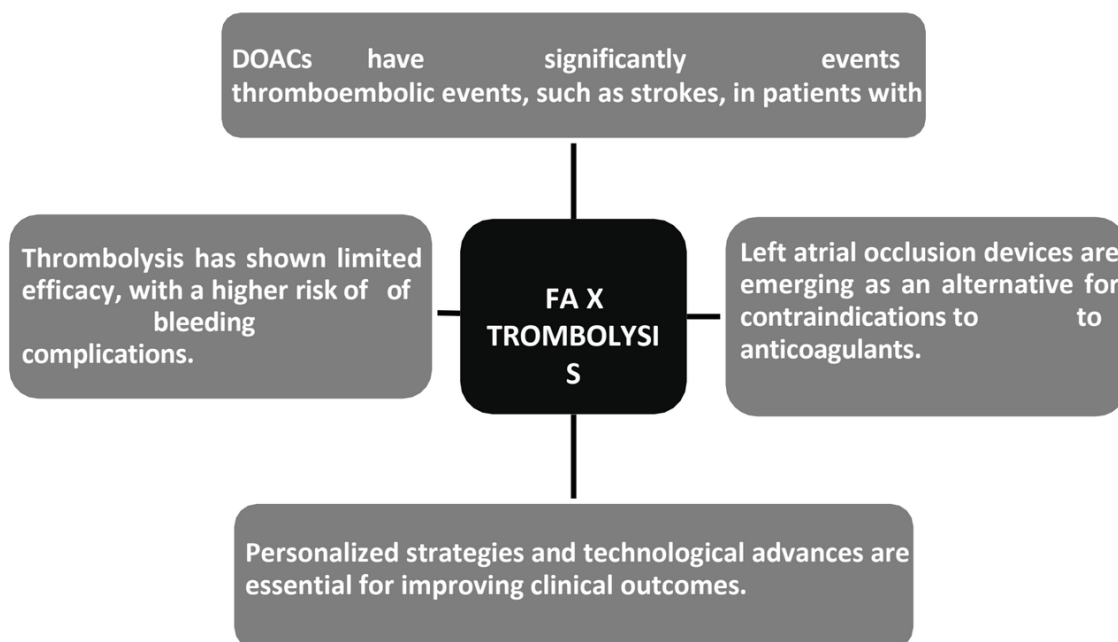 DOACs have significantly events
thromboembolic events, such as strokes, in patients with
Thrombolysis has shown limited
efficacy, with a higher risk of of
bleeding
complications.
FA X
TROMBOLYSI
S
Left atrial occlusion devices are
emerging as an alternative for
contraindications to to
anticoagulants.
Personalized strategies and technological advances are
essential for improving clinical outcomes.